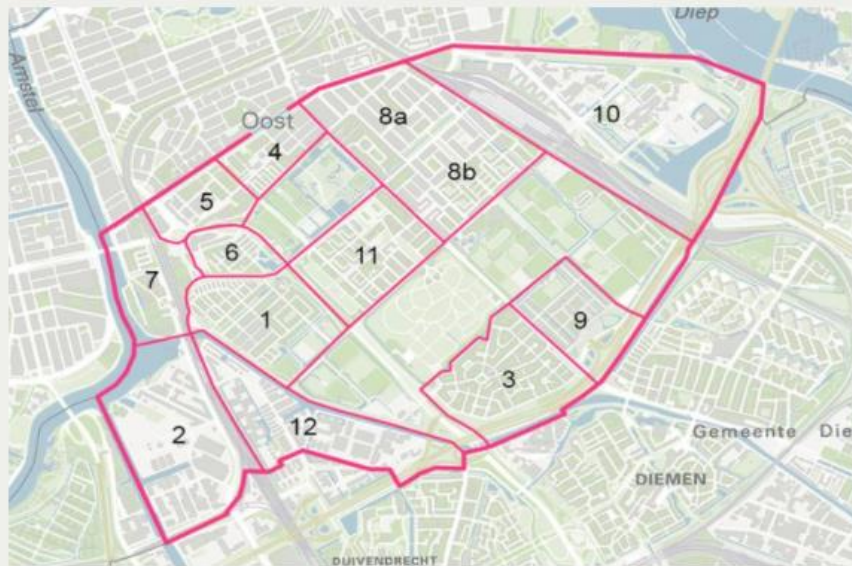 Diep
Amstel
Oost
8a
10
4
8b
5
6
11
7
1
9
3
2
12
Gemeente Die
DIEMEN
DUIVENDRECHT